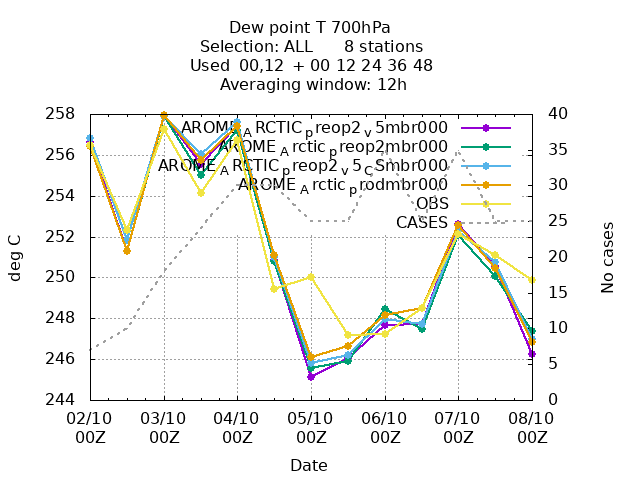 Dew point T 700hPa
Selection: ALL 8 stations
Used 00,12 + 00 12 24 36 48
Averaging window: 12h
258 40
AROME_ARCTIC_preop2_v5mbr000
AROME_Arctic_preop2mbr000
256 35
AROME_ARCTIC_preop2_v5_cSmbr000
AROME_Arctic_prodmbr000
254 30
OBS
CASES
252 25
20
250
15
248
10
246 5
244 0
deg C
No cases
02/10 03/10 04/10 05/10 06/10 07/10 08/10
00Z 00Z 00Z 00Z 00Z 00Z 00Z
Date